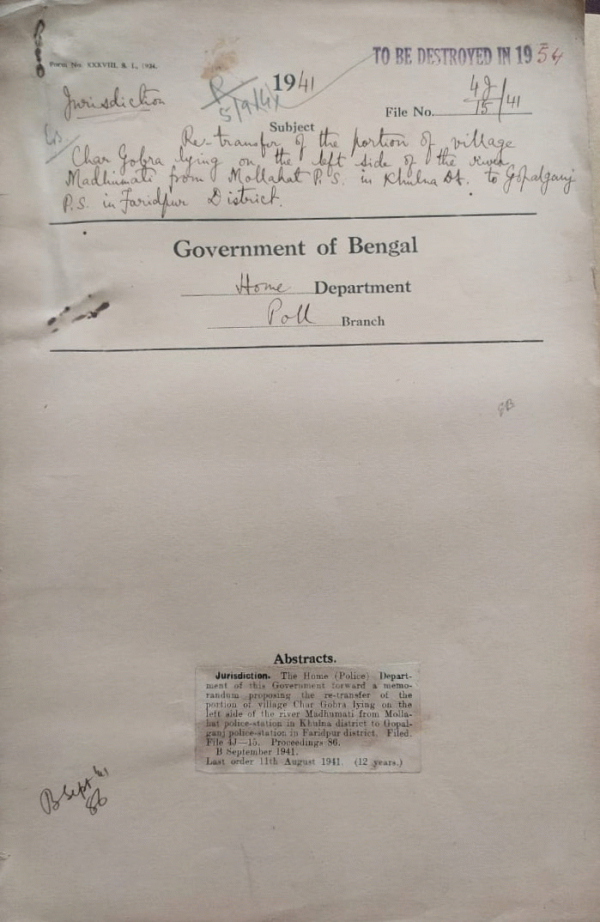 Form No. XXXVIII, S. I., 1936.
TO BE DESTROYED IN 1954
Jurisdiction
5/9/41
1941
File No. 4J/15/41
Subject
Re-transfer of the portion of village
Char Gobra lying on the left side of the river
Madhumati from Mollahat P.S. in Khulna Dt. to Gopalganj
P.S. in Faridpur District.
Government of Bengal
Home Department
Poll Branch
Abstracts.
Jurisdiction. The Home (Police) Depart-
ment of this Government forward a memo-
randum proposing the re-transfer of the
portion of village Char Gobra lying on the
left side of the river Madhumati from Molla-
hat police-station in Khulna district to Gopal-
ganj police-station in Faridpur district. Filed.
File 4J—15. Proceedings 86.
B September 1941.
Last order 11th August 1941. (12 years.)
B Sept 41
86